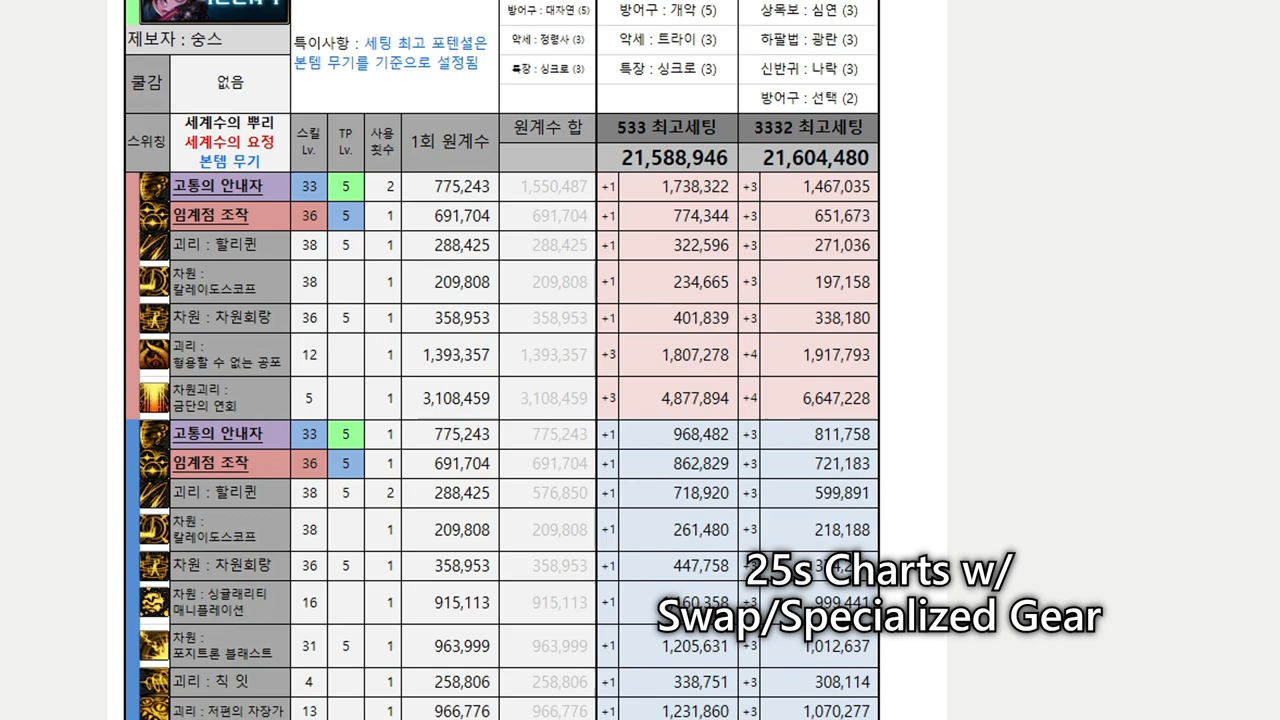 제보자 : 숭스
특이사항 : 세팅 최고 포텐셜은
본템 무기를 기준으로 설정됨
쿨감 없음
방어구 : 대자연 (5) 방어구 : 개악 (5) 상목보 : 심연 (3)
악세 : 정령사 (3) 악세 : 트라이 (3) 하팔법 : 광란 (3)
특장 : 싱크로 (3) 특장 : 싱크로 (3) 신반귀 : 나락 (3)
방어구 : 선택 (2)
스위칭
세계수의 뿌리
세계수의 요정
본템 무기
스킬 Lv. TP Lv. 사용 횟수 1회 원계수 원계수 합 533 최고세팅 3332 최고세팅
21,588,946 21,604,480
고통의 안내자 33 5 2 775,243 1,550,487 +1 1,738,322 +3 1,467,035
임계점 조작 36 5 1 691,704 691,704 +1 774,344 +3 651,673
괴리 : 할리퀸 38 5 1 288,425 288,425 +1 322,596 +3 271,036
차원 :
칼레이도스코프 38 1 209,808 209,808 +1 234,665 +3 197,158
차원 : 차원회랑 36 5 1 358,953 358,953 +1 401,839 +3 338,180
괴리 :
형용할 수 없는 공포 12 1 1,393,357 1,393,357 +3 1,807,278 +4 1,917,793
차원괴리 :
금단의 연회 5 1 3,108,459 3,108,459 +3 4,877,894 +4 6,647,228
고통의 안내자 33 5 1 775,243 775,243 +1 968,482 +3 811,758
임계점 조작 36 5 1 691,704 691,704 +1 862,829 +3 721,183
괴리 : 할리퀸 38 5 2 288,425 576,850 +1 718,920 +3 599,891
차원 :
칼레이도스코프 38 1 209,808 209,808 +1 261,480 +3 218,188
차원 : 차원회랑 36 5 1 358,953 358,953 +1 447,758 +3
차원 : 싱귤래리티
매니퓰레이션 16 1 915,113 915,113 +1 999,441
차원 :
포지트론 블래스트 31 5 1 963,999 963,999 +1 1,205,631 +3 1,012,637
괴리 : 칙 잇 4 1 258,806 258,806 +1 338,751 +3 308,114
괴리 : 저편의 자장가 13 1 966,776 966,776 +1 1,231,860 +3 1,070,277
25s Charts w/
Swap/Specialized Gear